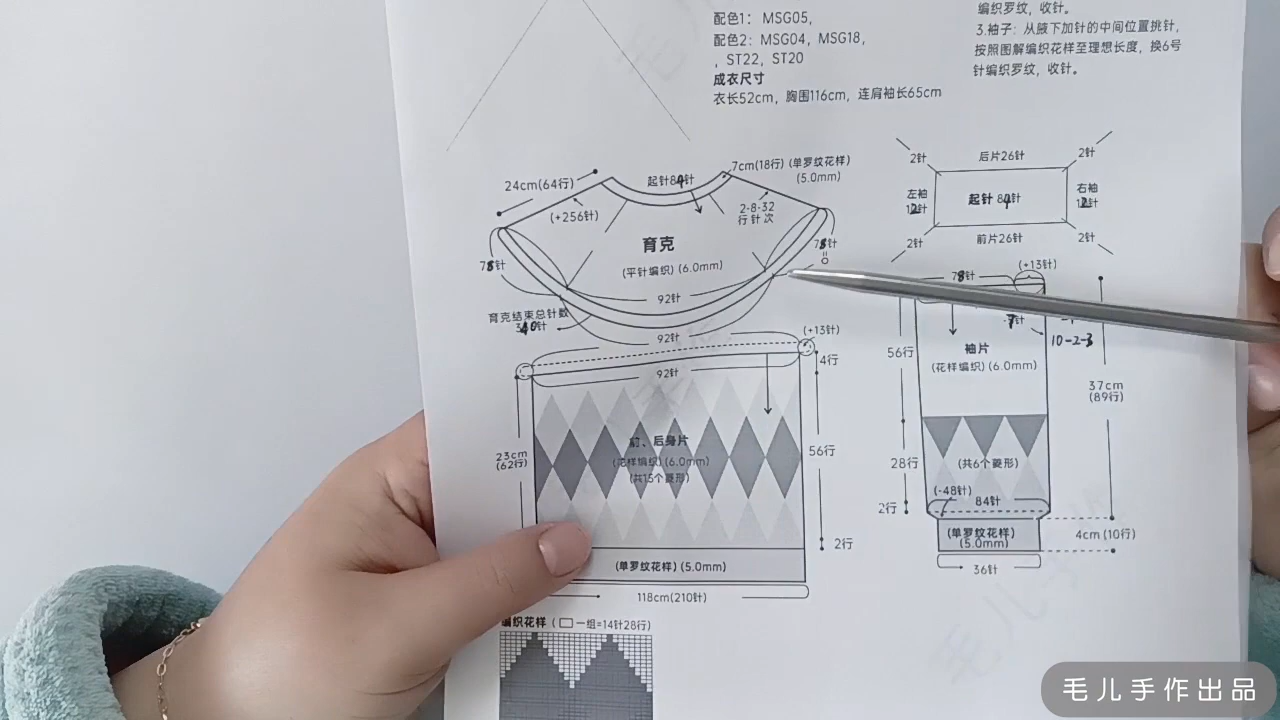 配色1： MSG05,
配色2：MSG04，MSG18，
，ST22，ST20
成衣尺寸
衣长52cm，胸围116cm，连肩袖长65cm
编织罗纹，收针。
3.袖子：从腋下加针的中间位置挑针，
按照图解编织花样至理想长度，换6号
针编织罗纹，收针。
24cm(64行)
起针84针
7cm(18行) (单罗纹花样)
(5.0mm)
(+256针)
2-8-32
行 针 次
育克
(平针编织) (6.0mm)
78针
78针
92针
育克结束总针数
340针
92针
(+13针)
92针
4行
前、后身片
(花样编织) (6.0mm)
(共15个菱形)
23cm
(62行)
56行
2行
(单罗纹花样) (5.0mm)
118cm(210针)
编织花样 ( 一组=14针28行)
2针
后片26针
2针
左袖
12针
起针 84针
右袖
12针
2针
前片26针
2针
(+13针)
78针
7针
10-2-3
56行
袖片
(花样编织) (6.0mm)
37cm
(89行)
28行
(共6个菱形)
(-48针)
84针
2行
(单罗纹花样)
(5.0mm)
4cm (10行)
36针
毛儿手作出品